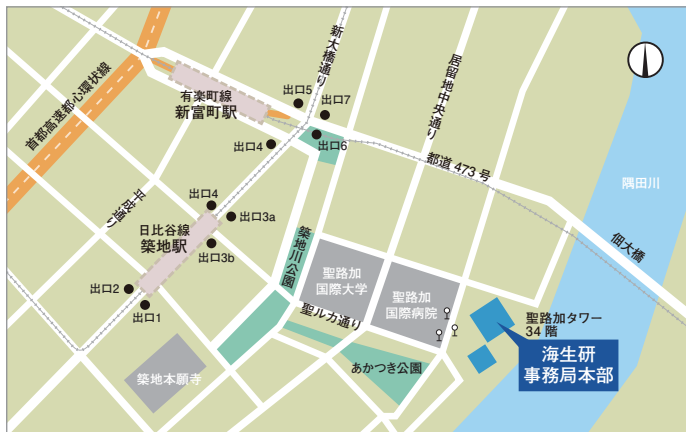 首都高速都心環状線
有楽町線
新富町駅
新大橋通り
出口5
出口7
出口4
出口6
居留地中央通り
都道 473 号
隅田川
佃大橋
平成通り
出口4
出口3a
日比谷線
築地駅
出口3b
出口2
出口1
築地川公園
聖路加
国際大学
聖路加
国際病院
聖ルカ通り
あかつき公園
築地本願寺
聖路加タワー
34 階
海生研
事務局本部